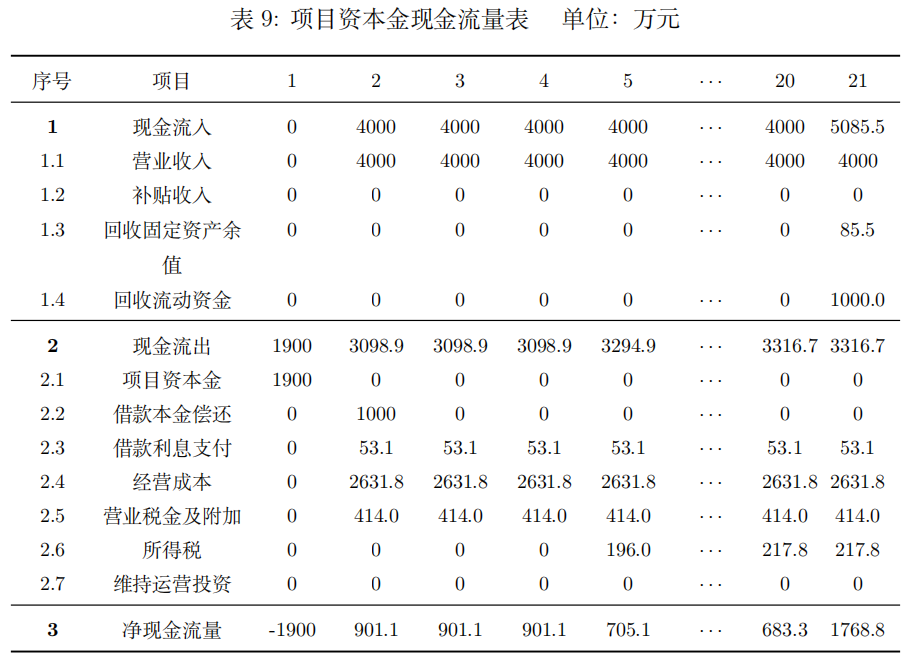 表 9: 项目资本金现金流量表 单位：万元
序号 项目 1 2 3 4 5 ··· 20 21
1 现金流入 0 4000 4000 4000 4000 ··· 4000 5085.5
1.1 营业收入 0 4000 4000 4000 4000 ··· 4000 4000
1.2 补贴收入 0 0 0 0 0 ··· 0 0
1.3 回收固定资产余 0 0 0 0 0 ··· 0 85.5
值
1.4 回收流动资金 0 0 0 0 0 ··· 0 1000.0
2 现金流出 1900 3098.9 3098.9 3098.9 3294.9 ··· 3316.7 3316.7
2.1 项目资本金 1900 0 0 0 0 ··· 0 0
2.2 借款本金偿还 0 1000 0 0 0 ··· 0 0
2.3 借款利息支付 0 53.1 53.1 53.1 53.1 ··· 53.1 53.1
2.4 经营成本 0 2631.8 2631.8 2631.8 2631.8 ··· 2631.8 2631.8
2.5 营业税金及附加 0 414.0 414.0 414.0 414.0 ··· 414.0 414.0
2.6 所得税 0 0 0 0 196.0 ··· 217.8 217.8
2.7 维持运营投资 0 0 0 0 0 ··· 0 0
3 净现金流量 -1900 901.1 901.1 901.1 705.1 ··· 683.3 1768.8